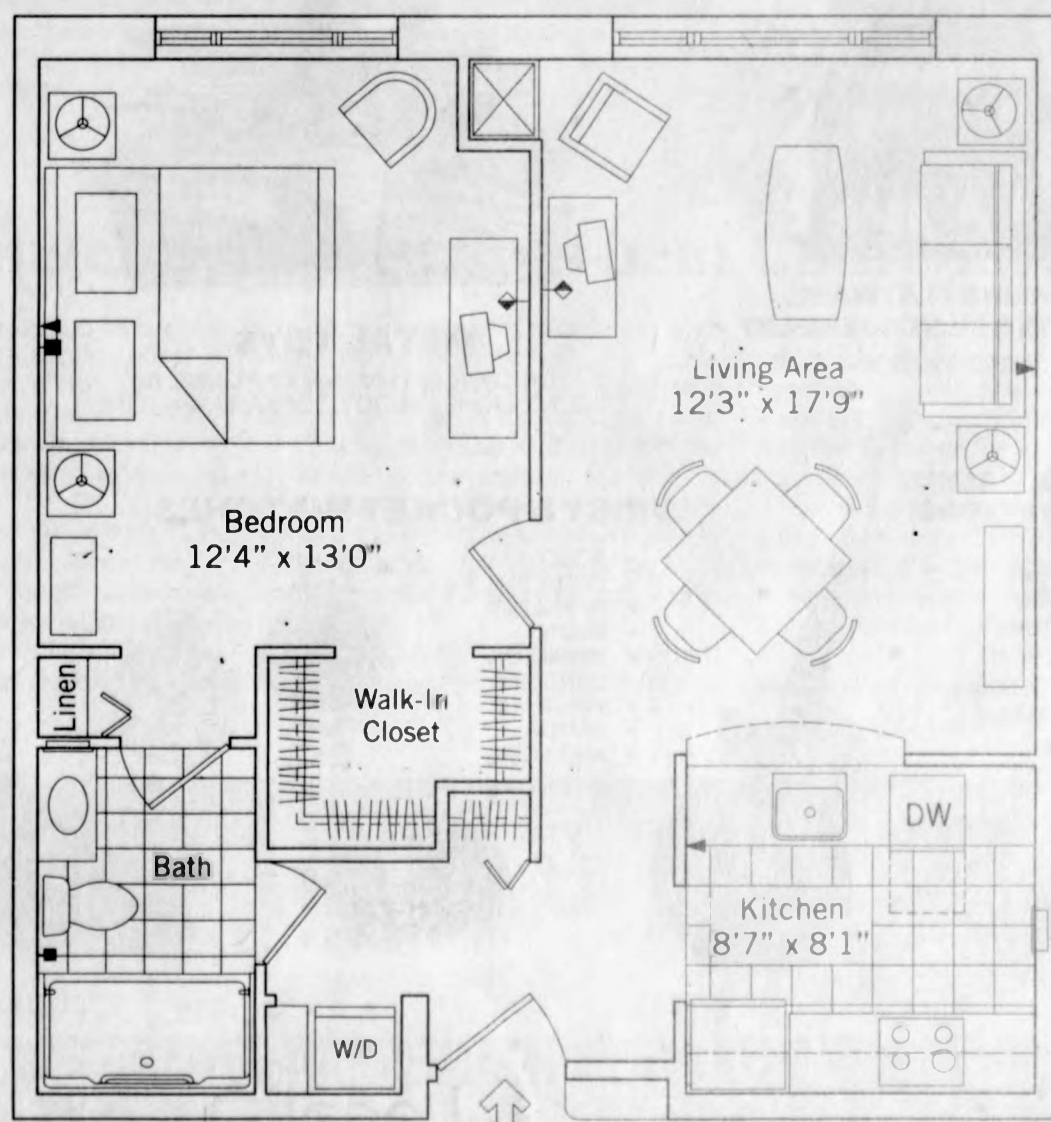 Living Area
12'3" x 17'9"
Bedroom
12'4" x 13'0"
Linen
Walk-In
Closet
DW
Bath
Kitchen
8'7" x 8'1"
W/D